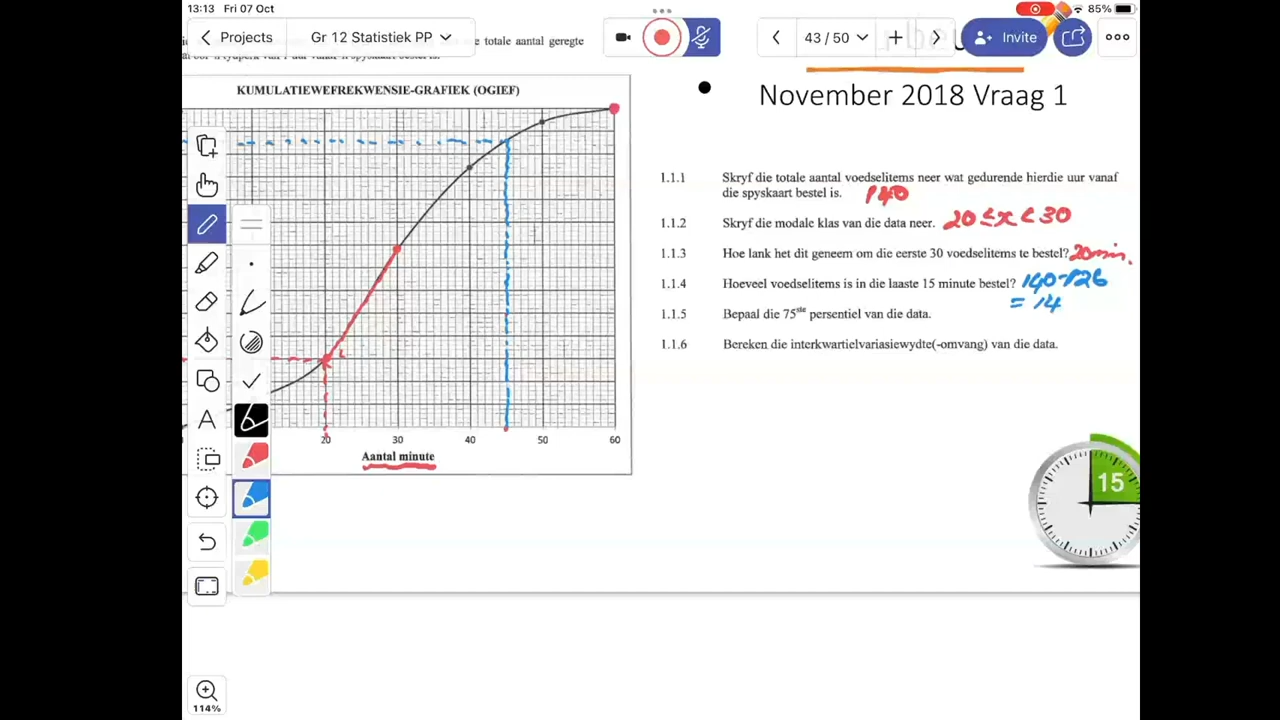 13:13 Fri 07 Oct
85%
Projects
Gr 12 Statistiek PP
43 / 50
Invite
totale aantal geregte
KUMULATIEWEFREKWENSIE-GRAFIEK (OGIEF)
20 30 40 50 60
Aantal minute
114%
November 2018 Vraag 1
1.1.1 Skryf die totale aantal voedselitems neer wat gedurende hierdie uur vanaf
die spyskaart bestel is. 140
1.1.2 Skryf die modale klas van die data neer. 20 ≤ x < 30
1.1.3 Hoe lank het dit geneem om die eerste 30 voedselitems te bestel? 20min.
1.1.4 Hoeveel voedselitems is in die laaste 15 minute bestel? 140-126
= 14
1.1.5 Bepaal die 75ste persentiel van die data.
1.1.6 Bereken die interkwartielvariasiewydte(-omvang) van die data.
15